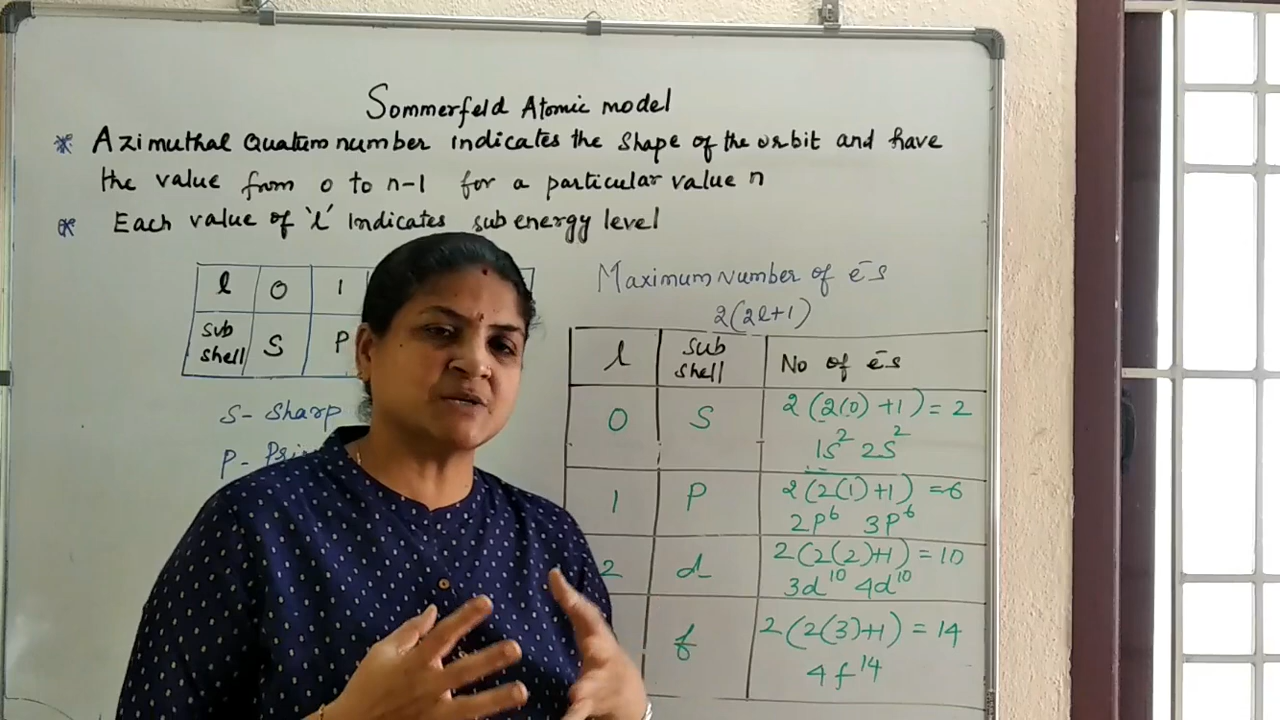 Sommerfeld Atomic model
* Azimuthal Quatum number indicates the shape of the orbit and have
the value from 0 to n-1 for a particular value n
* Each value of 'l' Indicates sub energy level
l 0 1
Sub shell S P
S - Sharp
P - Prin
Maximum number of ēs
2(2l+1)
l Sub shell No of ēs
0 S 2(2(0)+1) = 2
1s² 2s²
1 P 2(2(1)+1) = 6
2p⁶ 3p⁶
2 d 2(2(2)+1) = 10
3d¹⁰ 4d¹⁰
f 2(2(3)+1) = 14
4f¹⁴